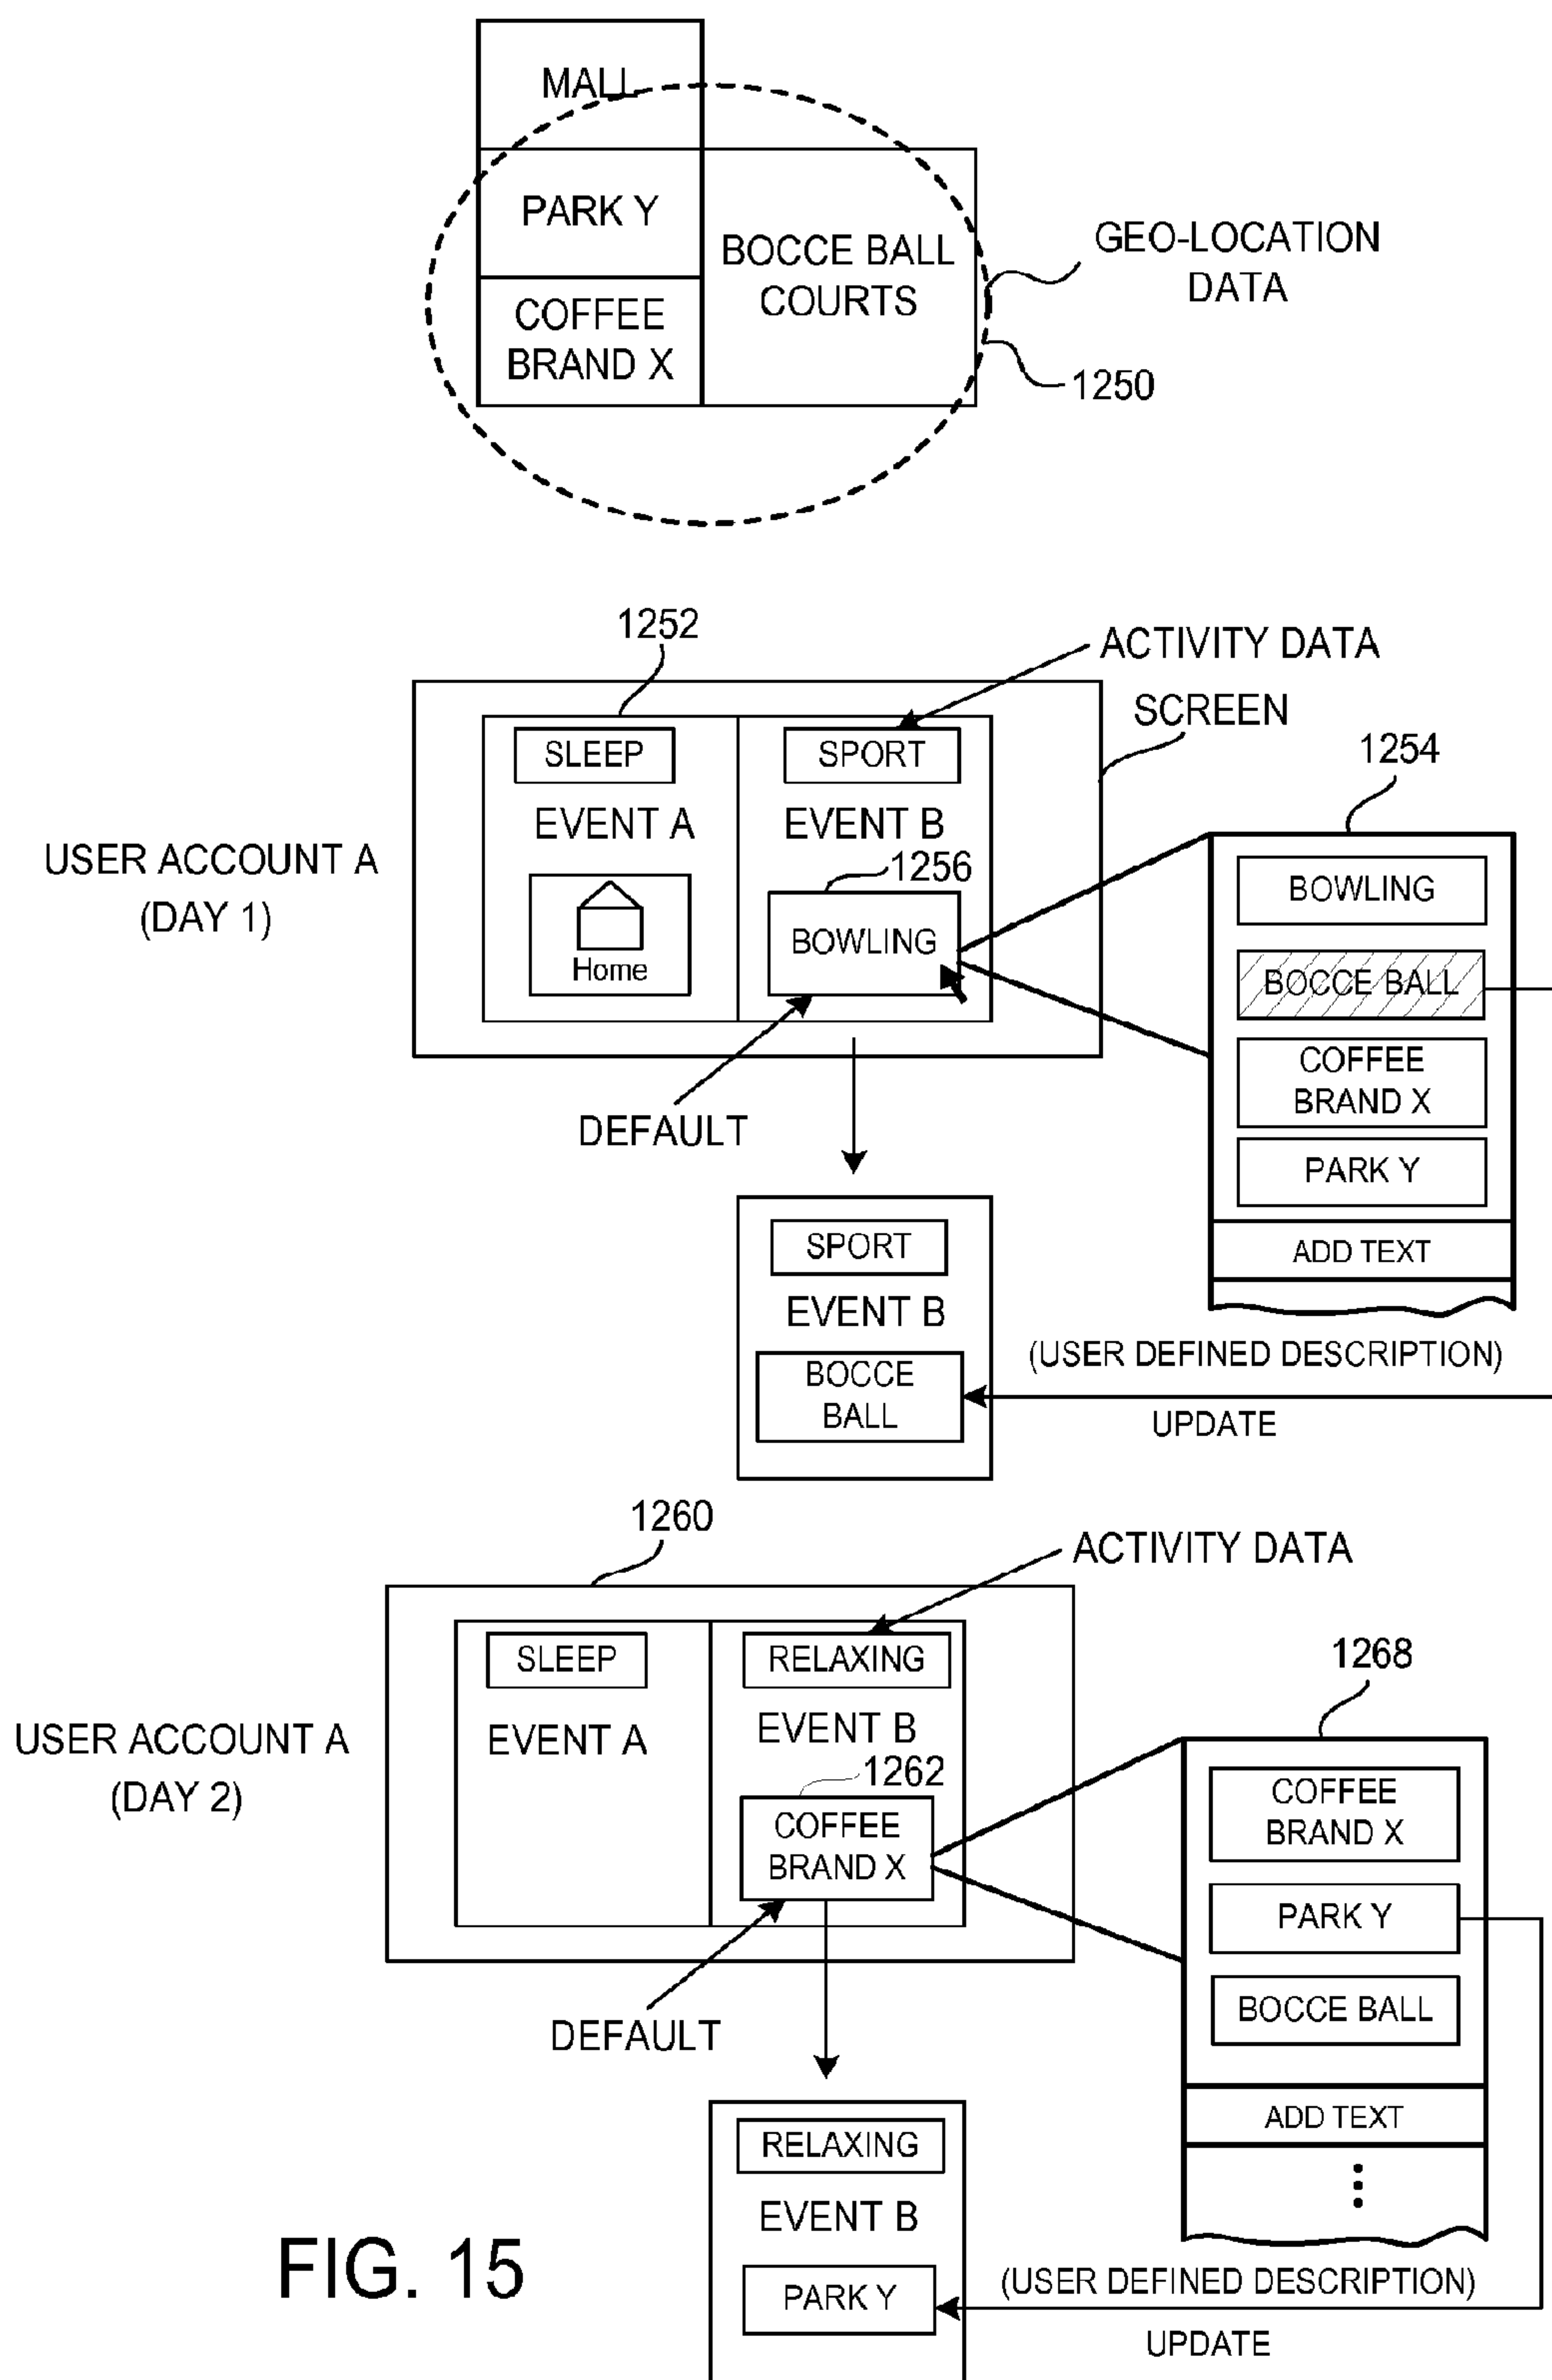 MALL
PARK Y
BOCCE BALL
COURTS
COFFEE
BRAND X
GEO-LOCATION
DATA
1250
1252
ACTIVITY DATA
SCREEN
1254
SLEEP
SPORT
EVENT A
EVENT B
1256
USER ACCOUNT A
(DAY 1)
Home
BOWLING
BOWLING
BOCCE BALL
COFFEE
BRAND X
PARK Y
ADD TEXT
DEFAULT
SPORT
EVENT B
BOCCE
BALL
(USER DEFINED DESCRIPTION)
UPDATE
1260
ACTIVITY DATA
SLEEP
RELAXING
1268
USER ACCOUNT A
(DAY 2)
EVENT A
EVENT B
1262
COFFEE
BRAND X
COFFEE
BRAND X
PARK Y
BOCCE BALL
ADD TEXT
DEFAULT
RELAXING
EVENT B
PARK Y
(USER DEFINED DESCRIPTION)
UPDATE
FIG. 15